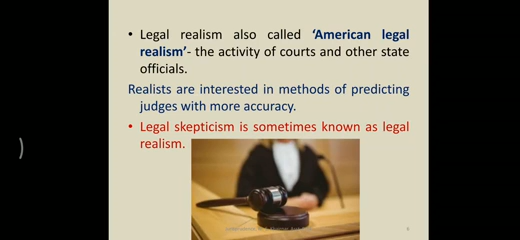 • Legal realism also called ‘American legal
realism’- the activity of courts and other state
officials.
Realists are interested in methods of predicting
judges with more accuracy.
• Legal skepticism is sometimes known as legal
realism.